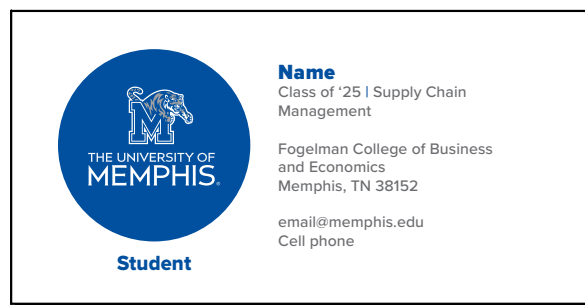 M
THE UNIVERSITY OF
MEMPHIS®
Student
Name
Class of ‘25 | Supply Chain
Management
Fogelman College of Business
and Economics
Memphis, TN 38152
email@memphis.edu
Cell phone